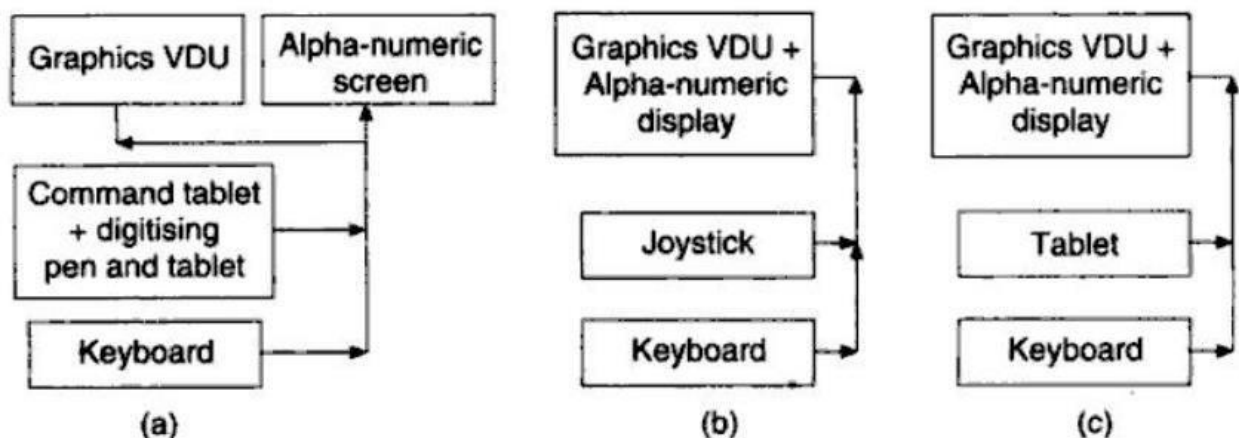 Graphics VDU
Alpha-numeric
screen
Command tablet
+ digitising
pen and tablet
Keyboard
(a)
Graphics VDU +
Alpha-numeric
display
Joystick
Keyboard
(b)
Graphics VDU +
Alpha-numeric
display
Tablet
Keyboard
(c)